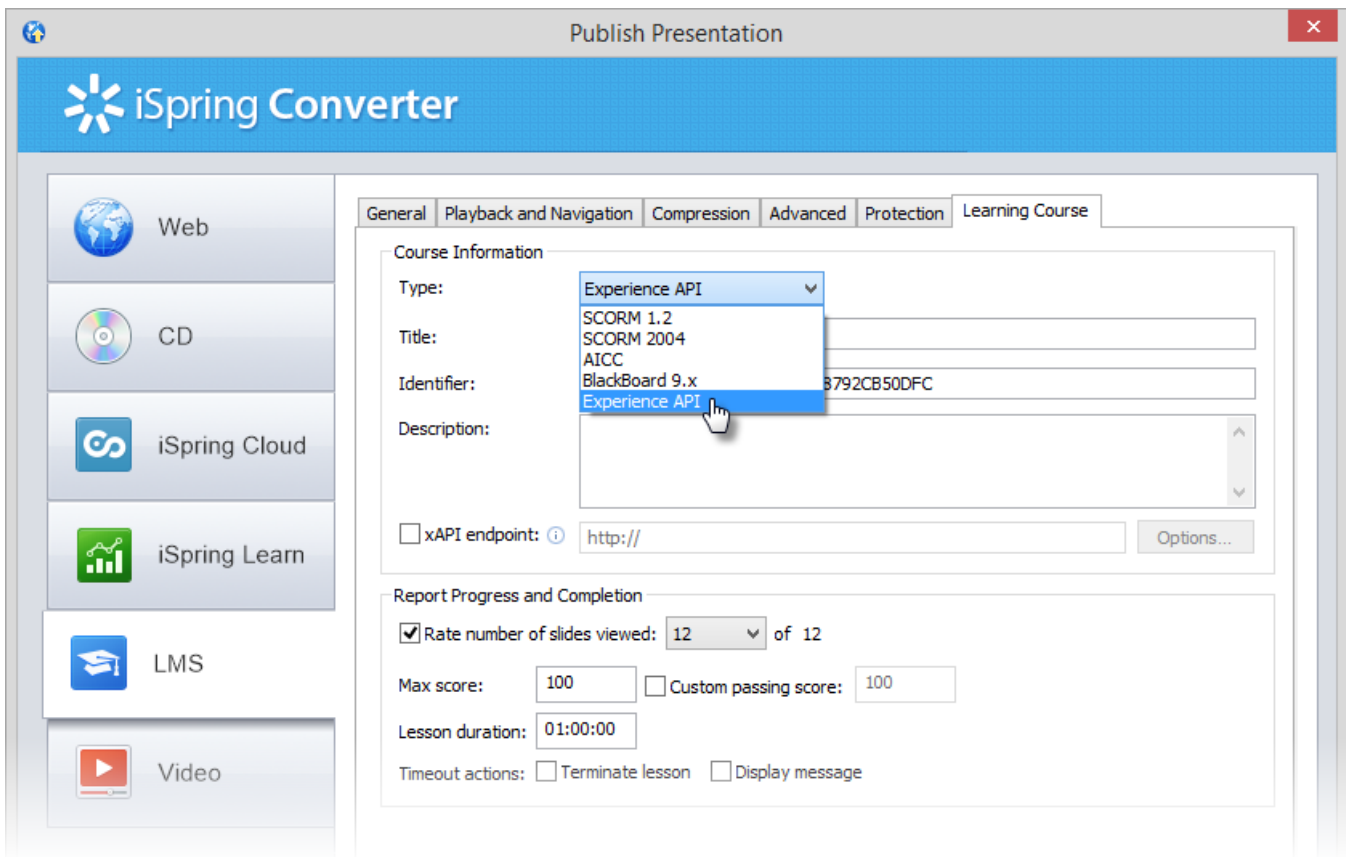 Publish Presentation
iSpring Converter
Web
CD
iSpring Cloud
iSpring Learn
LMS
Video
General Playback and Navigation Compression Advanced Protection Learning Course
Course Information
Type: Experience API
SCORM 1.2
SCORM 2004
AICC
BlackBoard 9.x
Experience API
Title:
Identifier: B792CB50DFC
Description:
xAPI endpoint: http:// Options...
Report Progress and Completion
Rate number of slides viewed: 12 of 12
Max score: 100 Custom passing score: 100
Lesson duration: 01:00:00
Timeout actions: Terminate lesson Display message